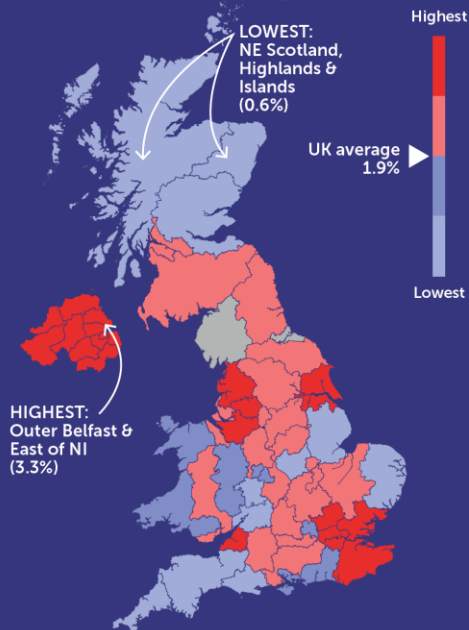 Highest
LOWEST:
NE Scotland,
Highlands &
Islands
(0.6%)
UK average
1.9%
Lowest
HIGHEST:
Outer Belfast &
East of NI
(3.3%)